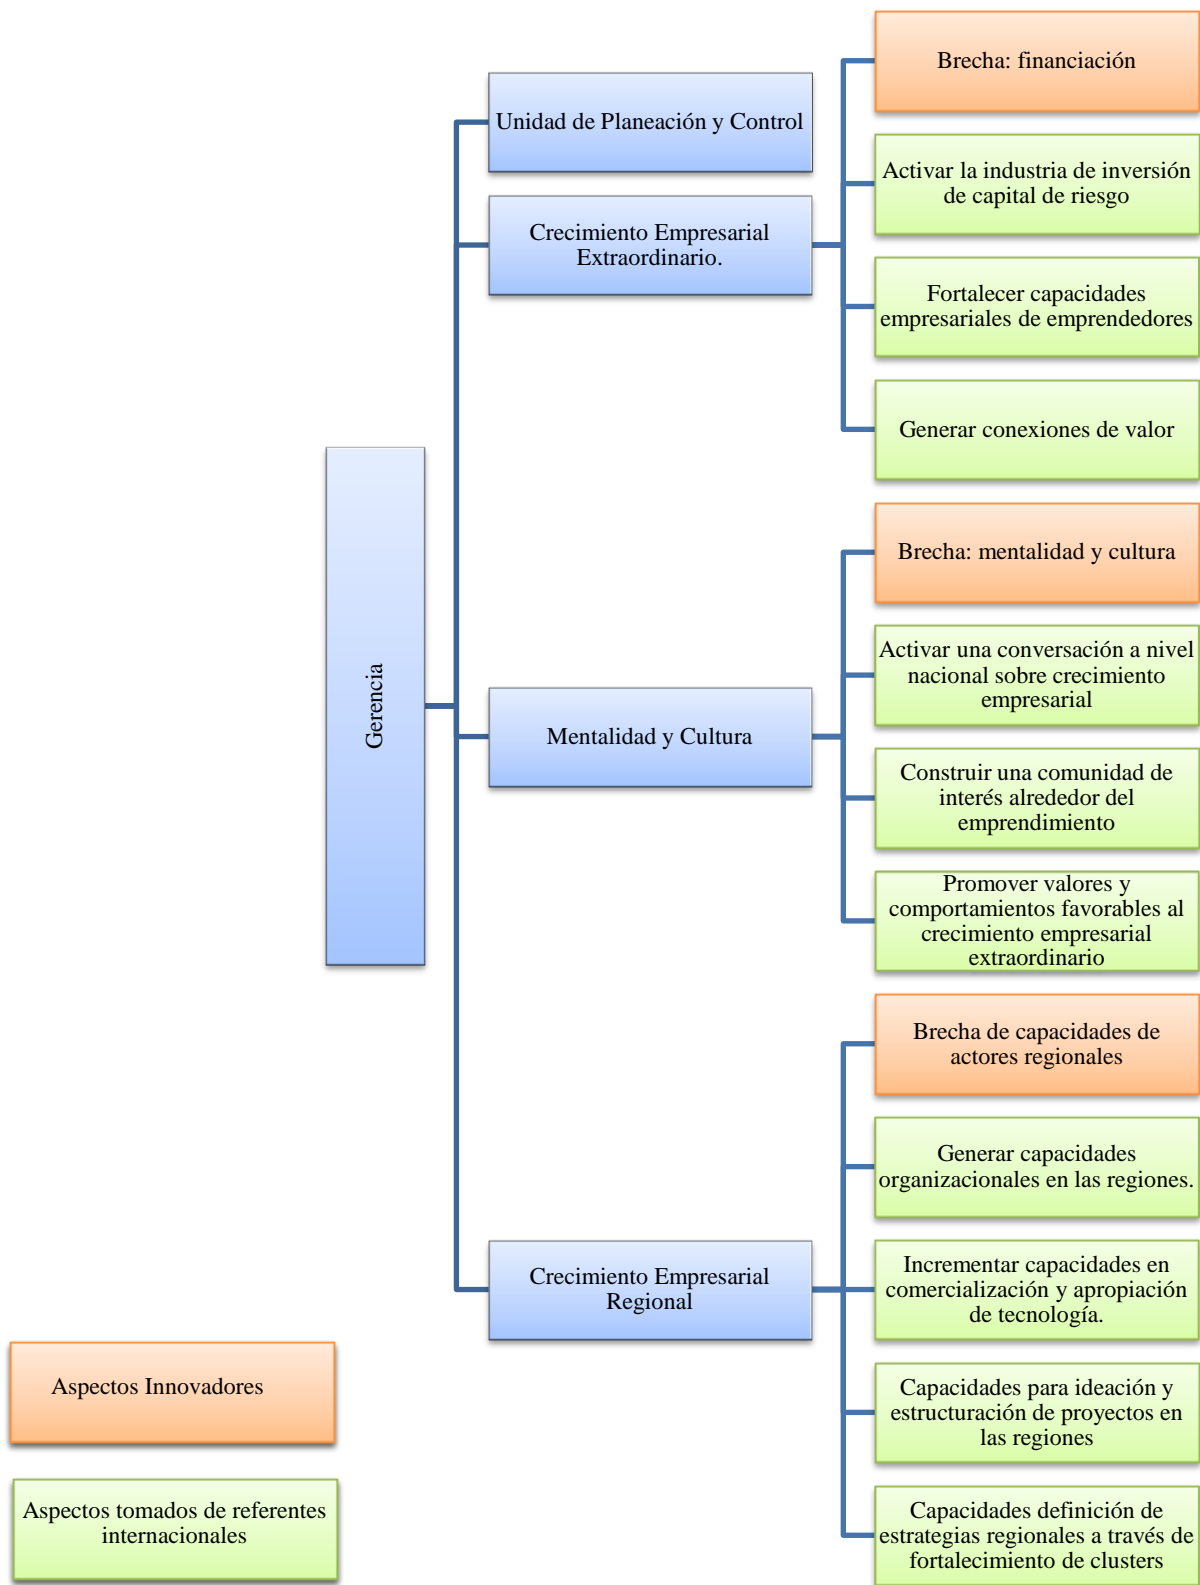 Gerencia
Unidad de Planeación y Control
Crecimiento Empresarial
Extraordinario.
Brecha: financiación
Activar la industria de inversión
de capital de riesgo
Fortalecer capacidades
empresariales de emprendedores
Generar conexiones de valor
Mentalidad y Cultura
Brecha: mentalidad y cultura
Activar una conversación a nivel
nacional sobre crecimiento
empresarial
Construir una comunidad de
interés alrededor del
emprendimiento
Promover valores y
comportamientos favorables al
crecimiento empresarial
extraordinario
Crecimiento Empresarial
Regional
Brecha de capacidades de
actores regionales
Generar capacidades
organizacionales en las regiones.
Incrementar capacidades en
comercialización y apropiación
de tecnología.
Capacidades para ideación y
estructuración de proyectos en
las regiones
Capacidades definición de
estrategias regionales a través de
fortalecimiento de clusters
Aspectos Innovadores
Aspectos tomados de referentes
internacionales